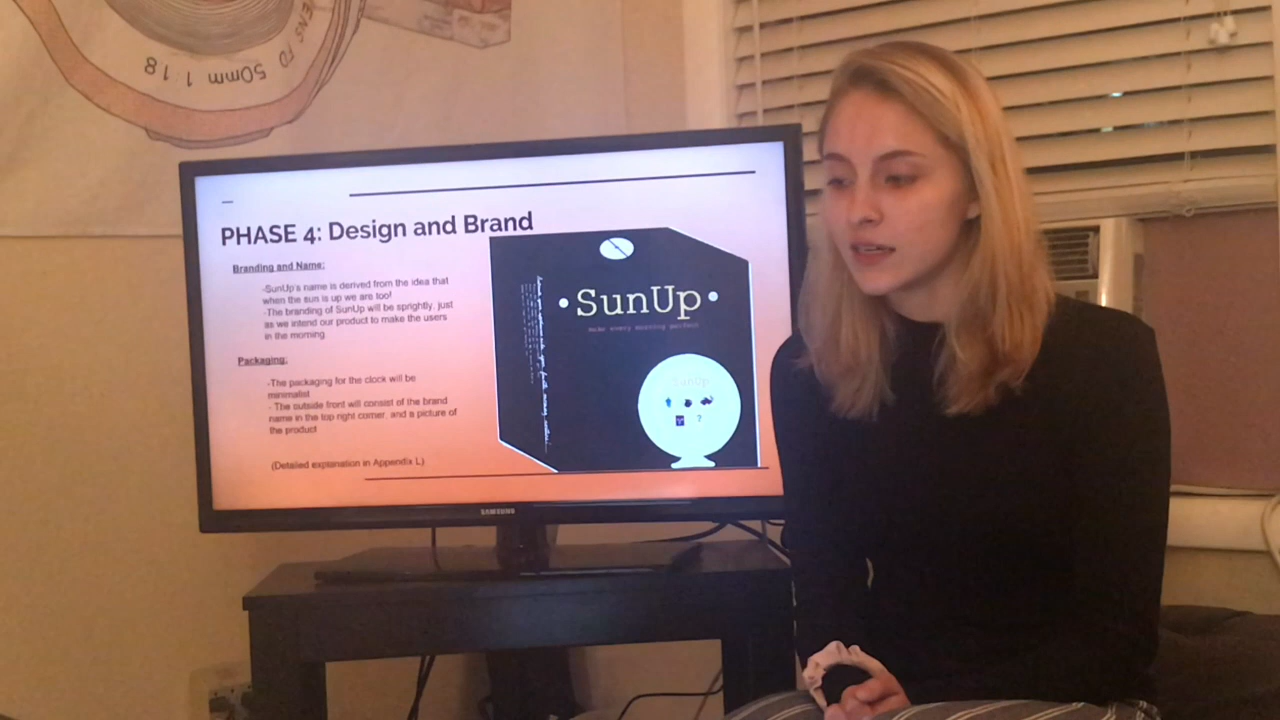 LENS FD 50mm 1:1.8
PHASE 4: Design and Brand
Branding and Name:
-SunUp's name is derived from the idea that
when the sun is up we are too!
-The branding of SunUp will be sprightly, just
as we intend our product to make the users
in the morning.
Packaging:
-The packaging for the clock will be
minimalist
- The outside front will consist of the brand
name in the top right corner, and a picture of
the product
(Detailed explanation in Appendix L)
SunUp
make every morning perfect
SunUp
?
SAMSUNG